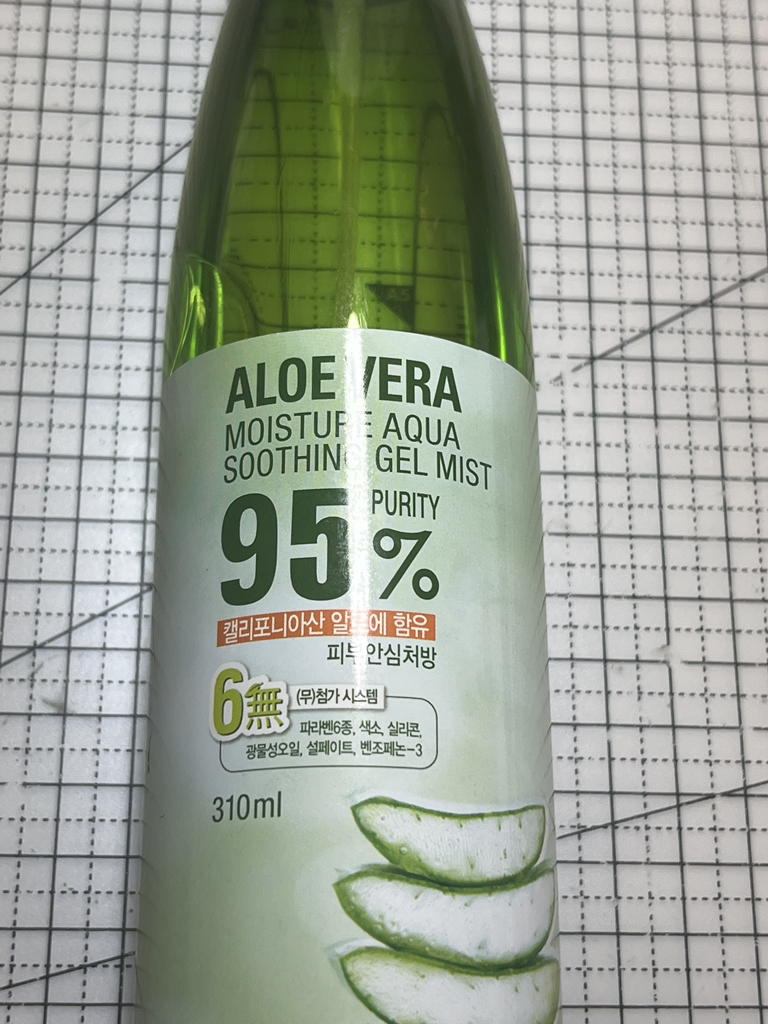 ALOE VERA
MOISTURE AQUA
SOOTHING GEL MIST
95% PURITY
캘리포니아산 알로에 함유
피부안심처방
6無 (무)첨가 시스템
파라벤6종, 색소, 실리콘,
광물성오일, 설페이트, 벤조페논-3
310ml